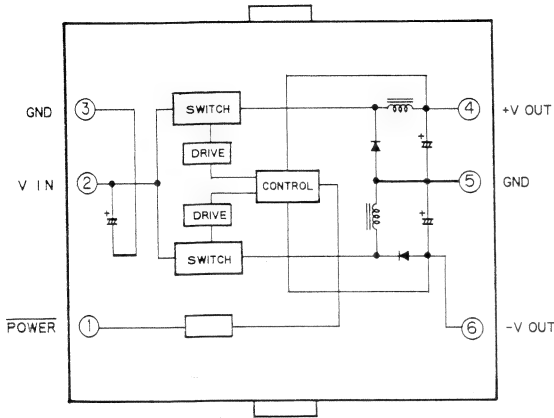 SWITCH
GND 3 4 +V OUT
DRIVE
V IN 2 CONTROL 5 GND
DRIVE
SWITCH
POWER 1 6 -V OUT
+
+
+